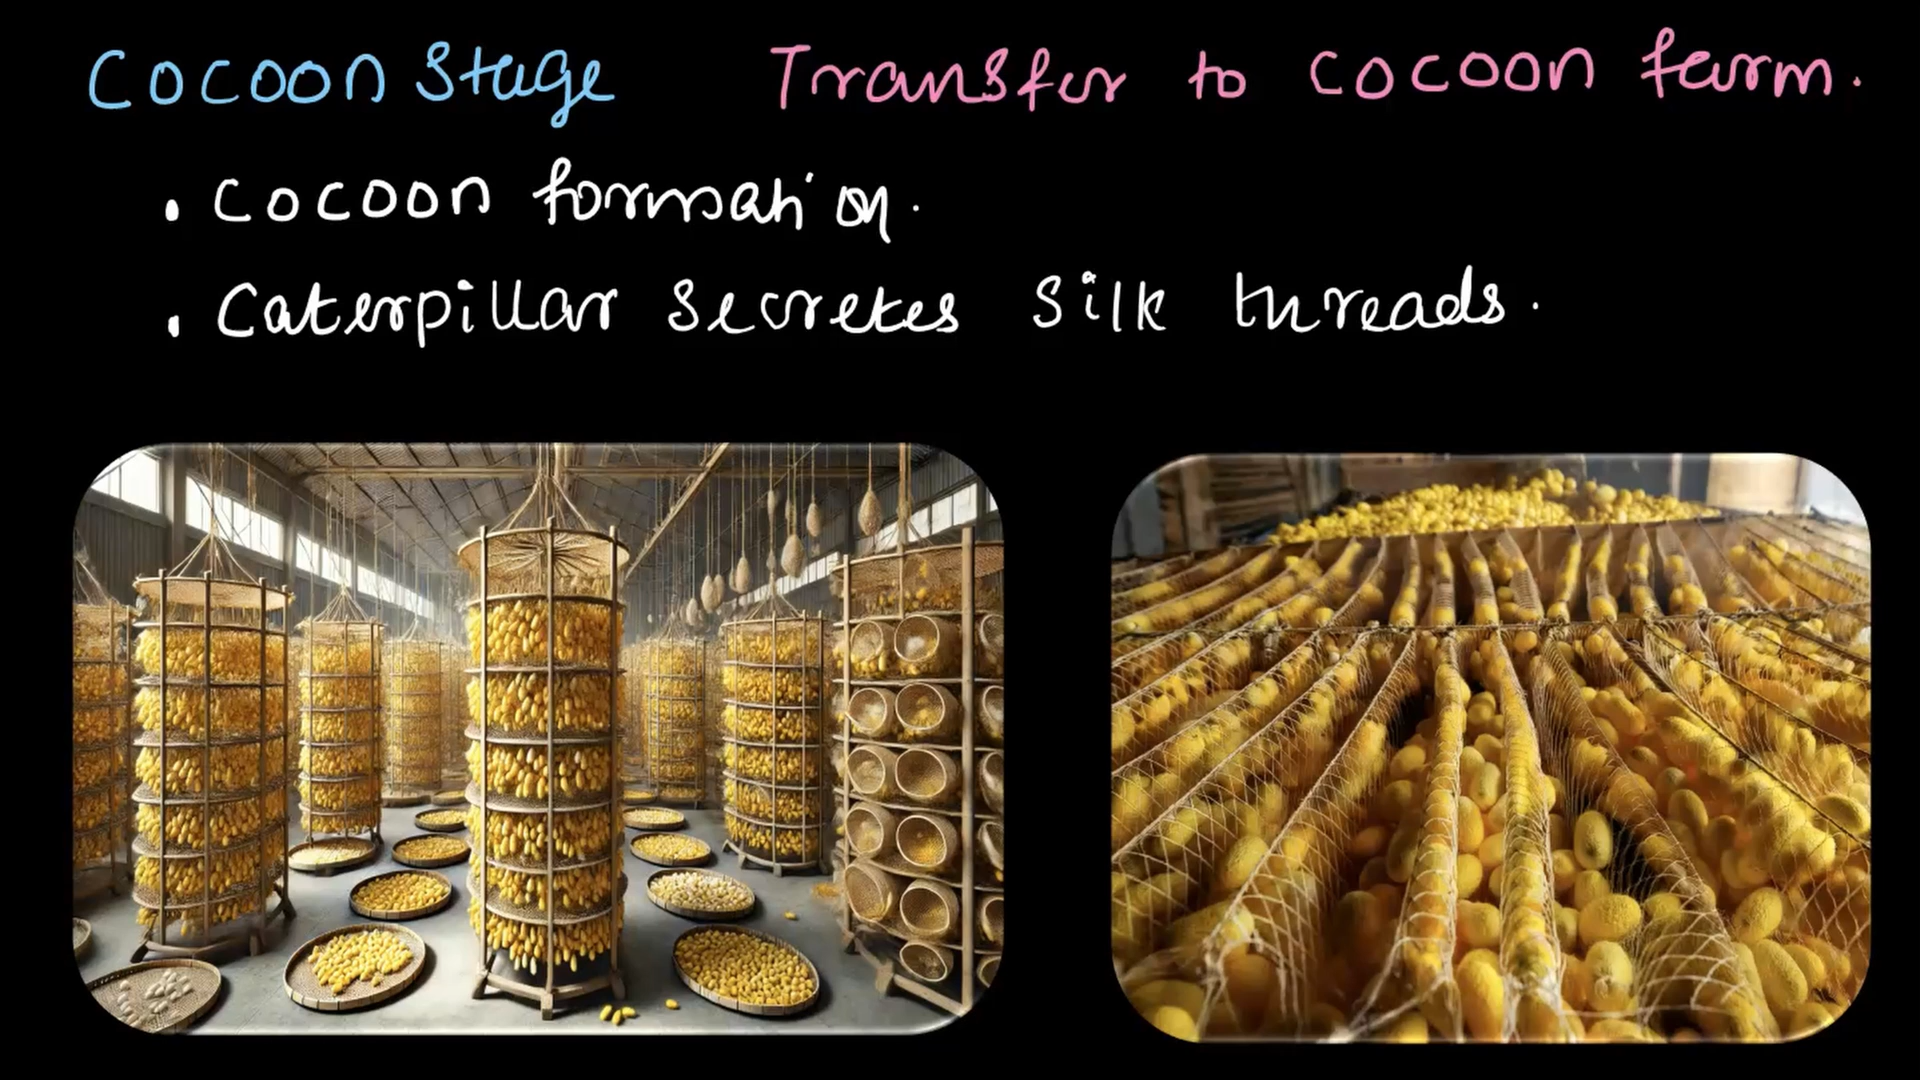 Cocoon Stage Transfer to cocoon farm.
• Cocoon formation.
• Caterpillar secretes silk threads.